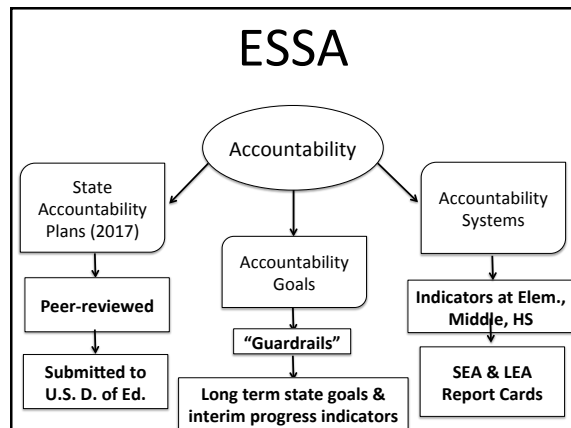 ESSA
Accountability
State
Accountability
Plans (2017)
Peer-reviewed
Submitted to
U.S. D. of Ed.
Accountability
Goals
“Guardrails”
Long term state goals &
interim progress indicators
Accountability
Systems
Indicators at Elem.,
Middle, HS
SEA & LEA
Report Cards